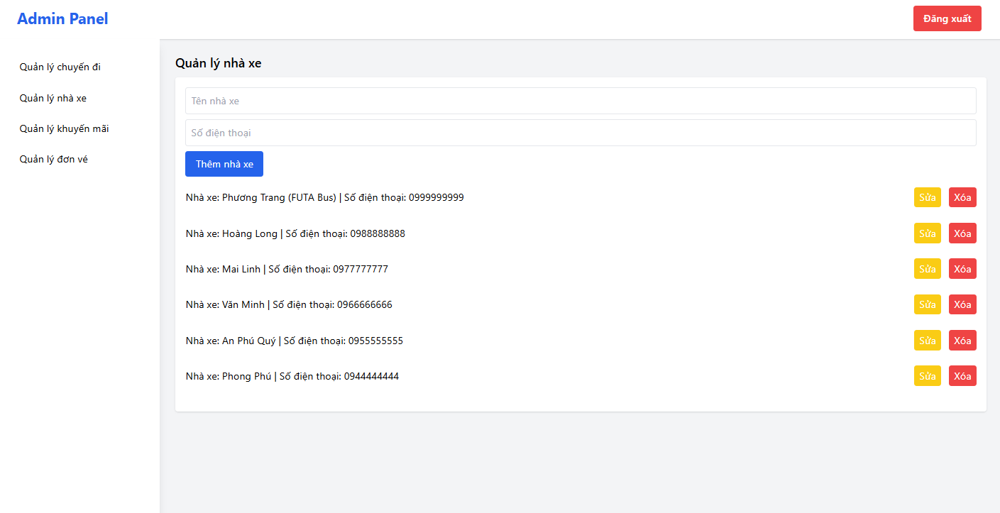 Admin Panel
Đăng xuất
Quản lý chuyến đi
Quản lý nhà xe
Quản lý khuyến mãi
Quản lý đơn vé
Quản lý nhà xe
Tên nhà xe
Số điện thoại
Thêm nhà xe
Nhà xe: Phương Trang (FUTA Bus) | Số điện thoại: 0999999999 Sửa Xóa
Nhà xe: Hoàng Long | Số điện thoại: 0988888888 Sửa Xóa
Nhà xe: Mai Linh | Số điện thoại: 0977777777 Sửa Xóa
Nhà xe: Văn Minh | Số điện thoại: 0966666666 Sửa Xóa
Nhà xe: An Phú Quý | Số điện thoại: 0955555555 Sửa Xóa
Nhà xe: Phong Phú | Số điện thoại: 0944444444 Sửa Xóa